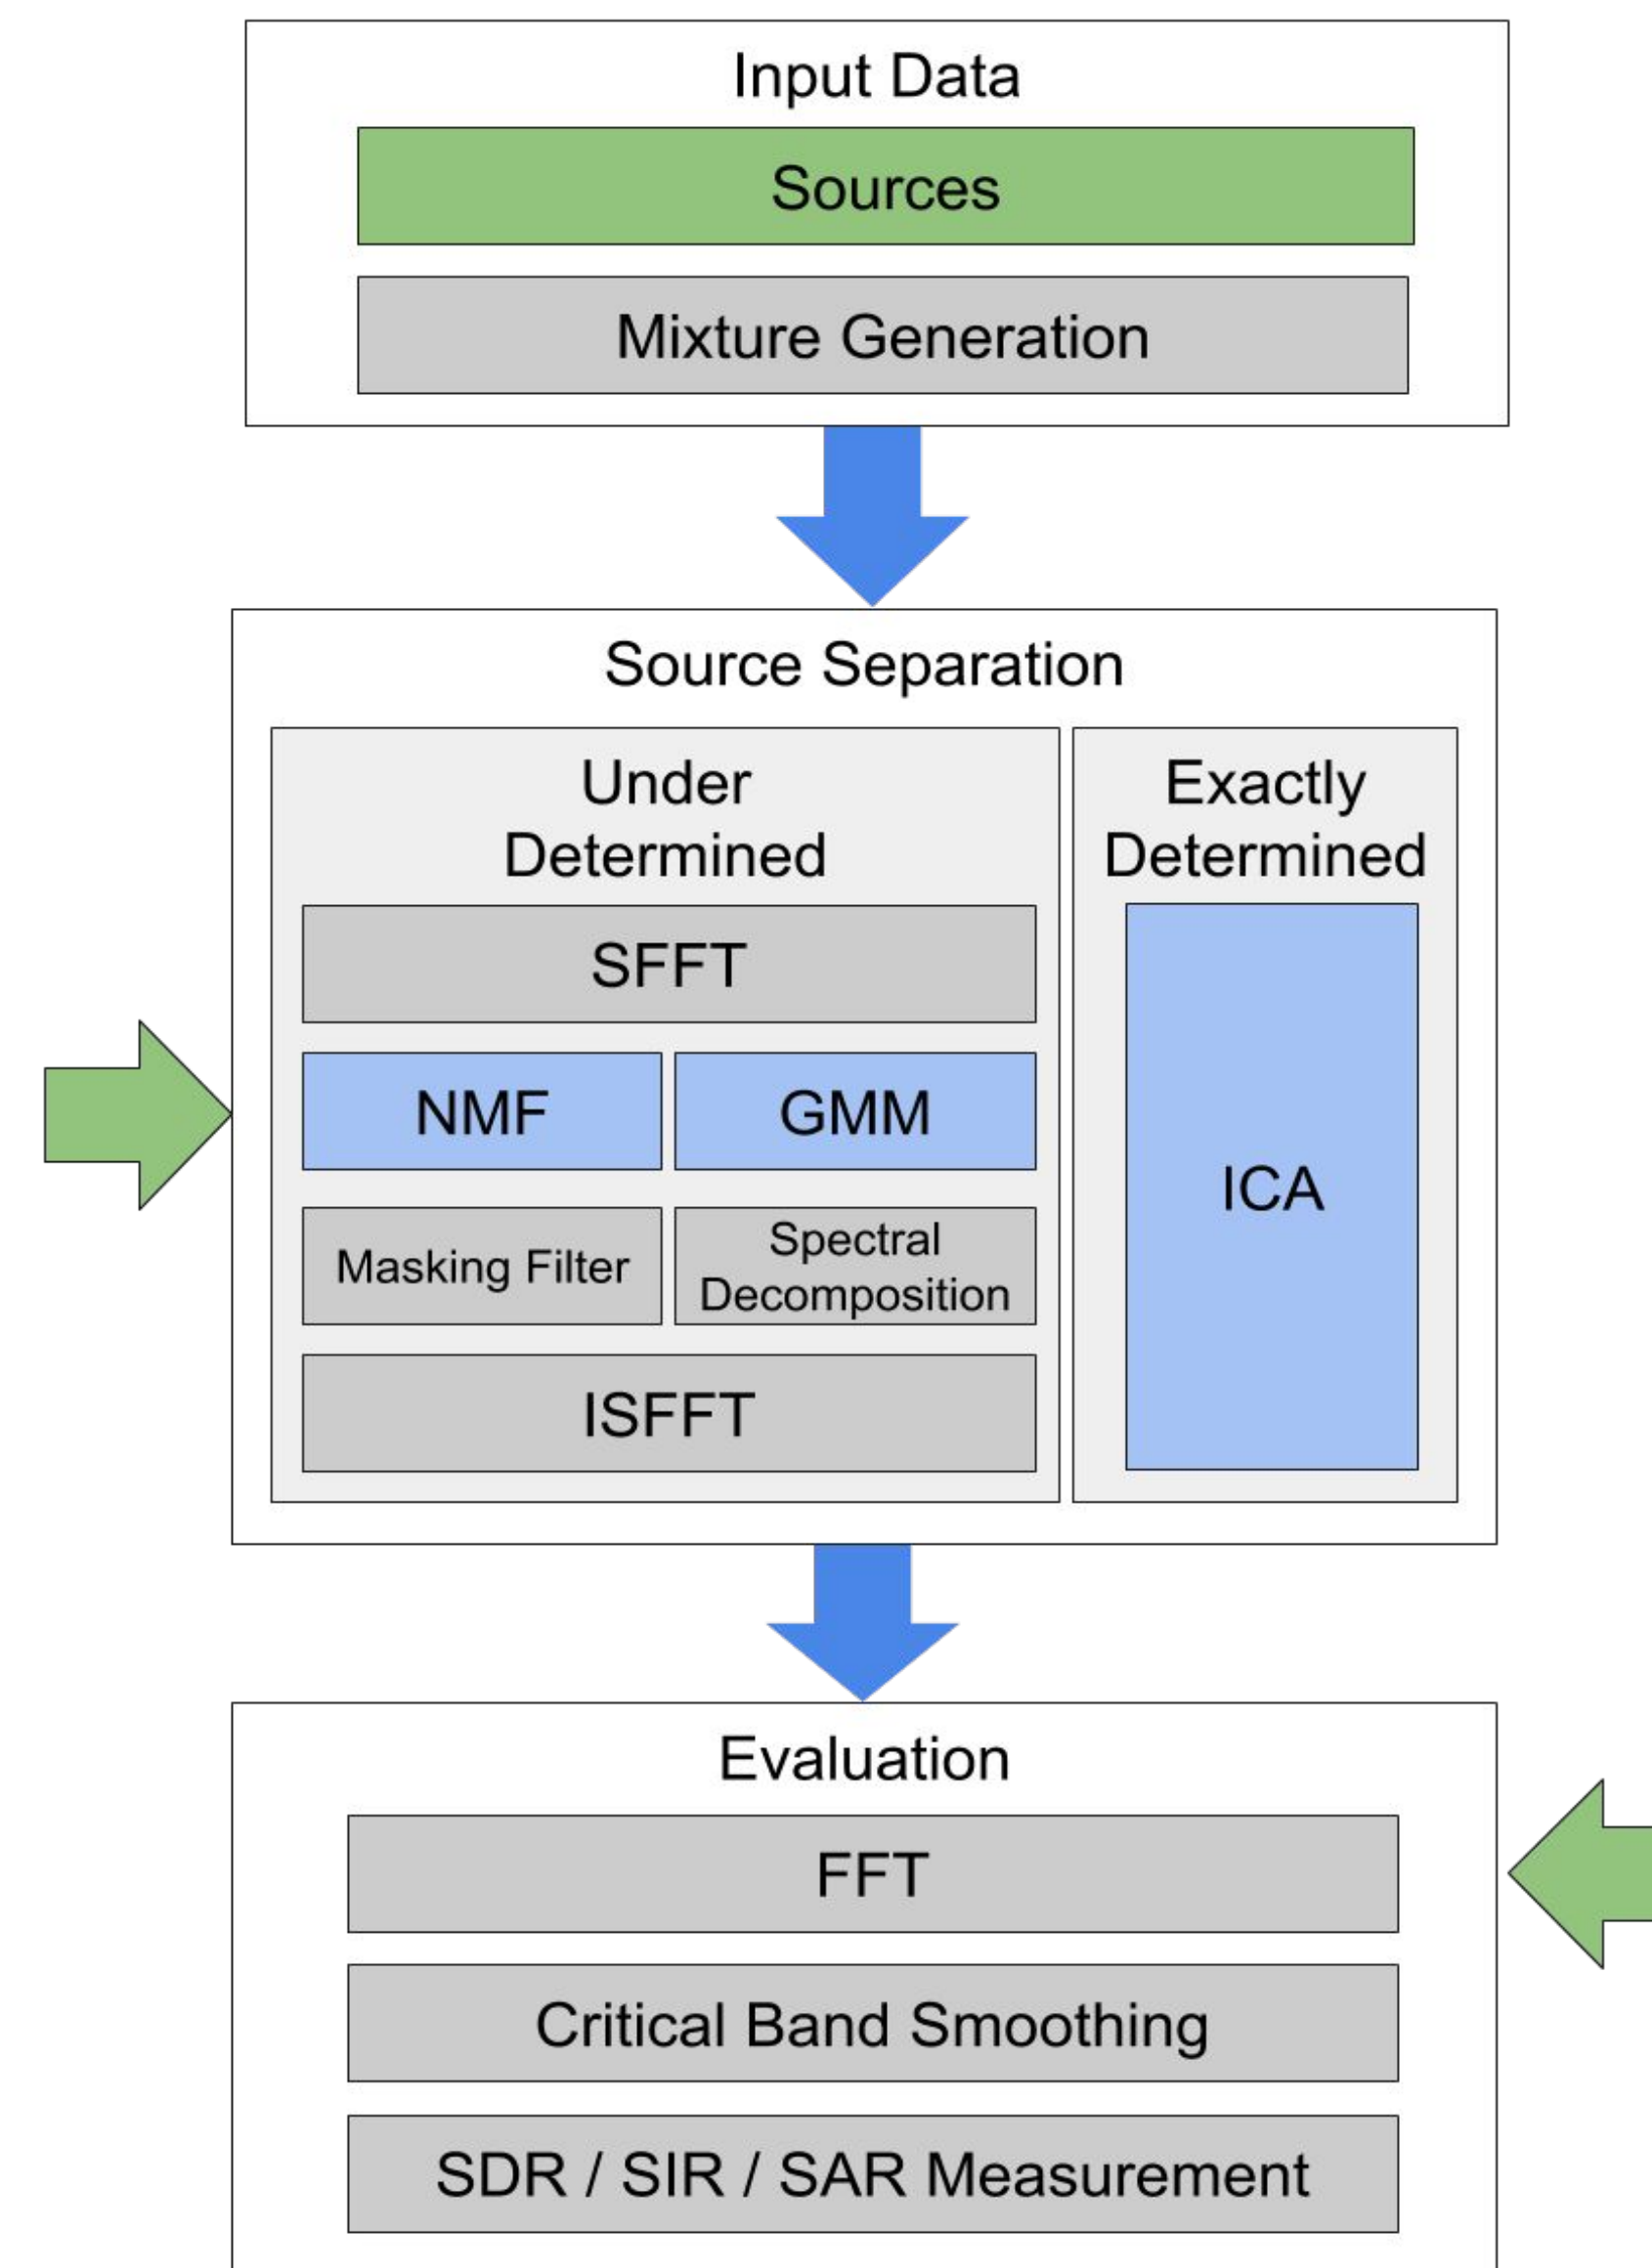 Input Data
Sources
Mixture Generation
Source Separation
Under
Determined
SFFT
NMF
GMM
Masking Filter
Spectral
Decomposition
ISFFT
Exactly
Determined
ICA
Evaluation
FFT
Critical Band Smoothing
SDR / SIR / SAR Measurement